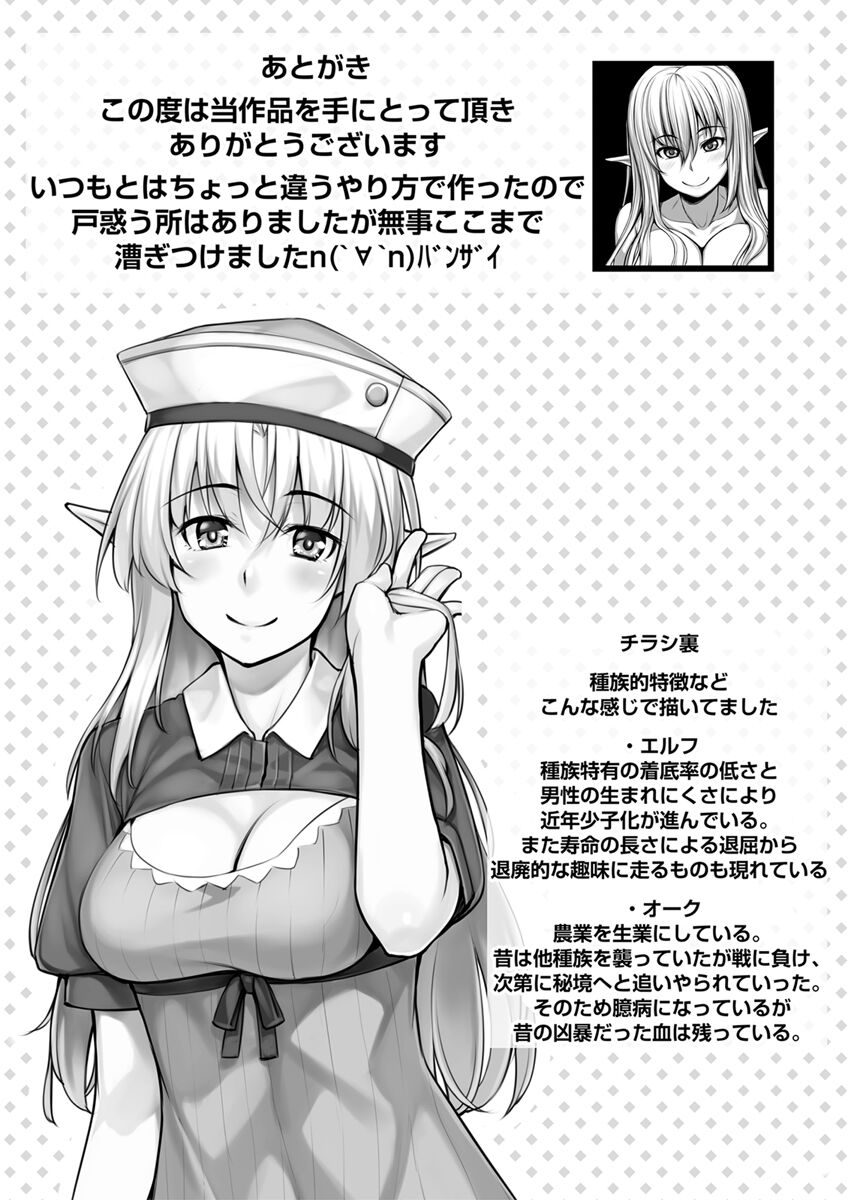 あとがき
この度は当作品を手にとって頂き
ありがとうございます
いつもとはちょっと違うやり方で作ったので
戸惑う所はありましたが無事ここまで
漕ぎつけましたn(`∀`n)ﾊﾞﾝｻﾞｲ
チラシ裏
種族的特徴など
こんな感じで描いてました
・エルフ
種族特有の着底率の低さと
男性の生まれにくさにより
近年少子化が進んでいる。
また寿命の長さによる退屈から
退廃的な趣味に走るものも現れている
・オーク
農業を生業にしている。
昔は他種族を襲っていたが戦に負け、
次第に秘境へと追いやられていった。
そのため臆病になっているが
昔の凶暴だった血は残っている。